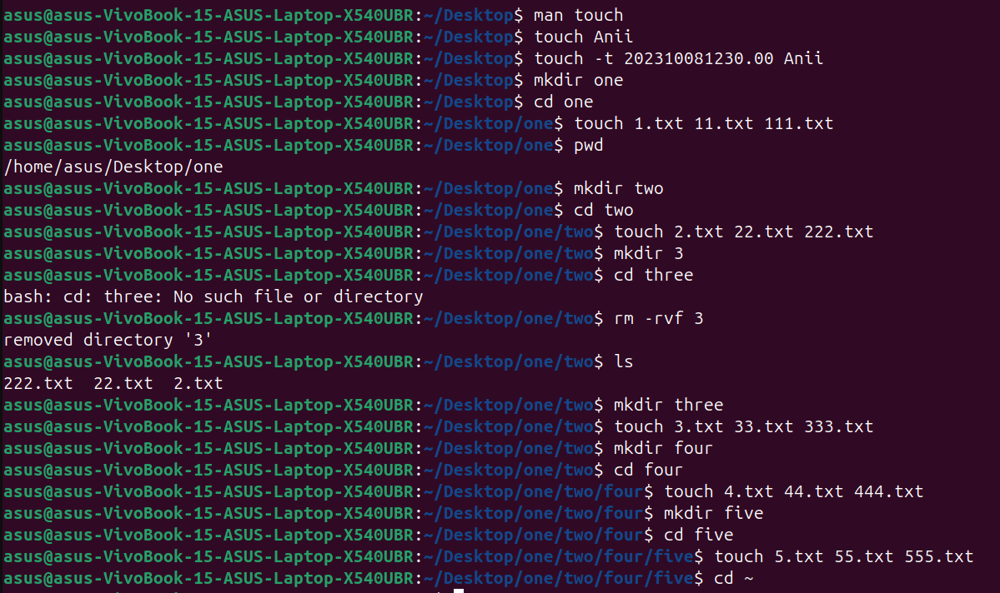 asus@asus-VivoBook-15-ASUS-Laptop-X540UBR:~/Desktop$ man touch
asus@asus-VivoBook-15-ASUS-Laptop-X540UBR:~/Desktop$ touch Anii
asus@asus-VivoBook-15-ASUS-Laptop-X540UBR:~/Desktop$ touch -t 202310081230.00 Anii
asus@asus-VivoBook-15-ASUS-Laptop-X540UBR:~/Desktop$ mkdir one
asus@asus-VivoBook-15-ASUS-Laptop-X540UBR:~/Desktop$ cd one
asus@asus-VivoBook-15-ASUS-Laptop-X540UBR:~/Desktop/one$ touch 1.txt 11.txt 111.txt
asus@asus-VivoBook-15-ASUS-Laptop-X540UBR:~/Desktop/one$ pwd
/home/asus/Desktop/one
asus@asus-VivoBook-15-ASUS-Laptop-X540UBR:~/Desktop/one$ mkdir two
asus@asus-VivoBook-15-ASUS-Laptop-X540UBR:~/Desktop/one$ cd two
asus@asus-VivoBook-15-ASUS-Laptop-X540UBR:~/Desktop/one/two$ touch 2.txt 22.txt 222.txt
asus@asus-VivoBook-15-ASUS-Laptop-X540UBR:~/Desktop/one/two$ mkdir 3
asus@asus-VivoBook-15-ASUS-Laptop-X540UBR:~/Desktop/one/two$ cd three
bash: cd: three: No such file or directory
asus@asus-VivoBook-15-ASUS-Laptop-X540UBR:~/Desktop/one/two$ rm -rvf 3
removed directory '3'
asus@asus-VivoBook-15-ASUS-Laptop-X540UBR:~/Desktop/one/two$ ls
222.txt  22.txt  2.txt
asus@asus-VivoBook-15-ASUS-Laptop-X540UBR:~/Desktop/one/two$ mkdir three
asus@asus-VivoBook-15-ASUS-Laptop-X540UBR:~/Desktop/one/two$ touch 3.txt 33.txt 333.txt
asus@asus-VivoBook-15-ASUS-Laptop-X540UBR:~/Desktop/one/two$ mkdir four
asus@asus-VivoBook-15-ASUS-Laptop-X540UBR:~/Desktop/one/two$ cd four
asus@asus-VivoBook-15-ASUS-Laptop-X540UBR:~/Desktop/one/two/four$ touch 4.txt 44.txt 444.txt
asus@asus-VivoBook-15-ASUS-Laptop-X540UBR:~/Desktop/one/two/four$ mkdir five
asus@asus-VivoBook-15-ASUS-Laptop-X540UBR:~/Desktop/one/two/four$ cd five
asus@asus-VivoBook-15-ASUS-Laptop-X540UBR:~/Desktop/one/two/four/five$ touch 5.txt 55.txt 555.txt
asus@asus-VivoBook-15-ASUS-Laptop-X540UBR:~/Desktop/one/two/four/five$ cd ~